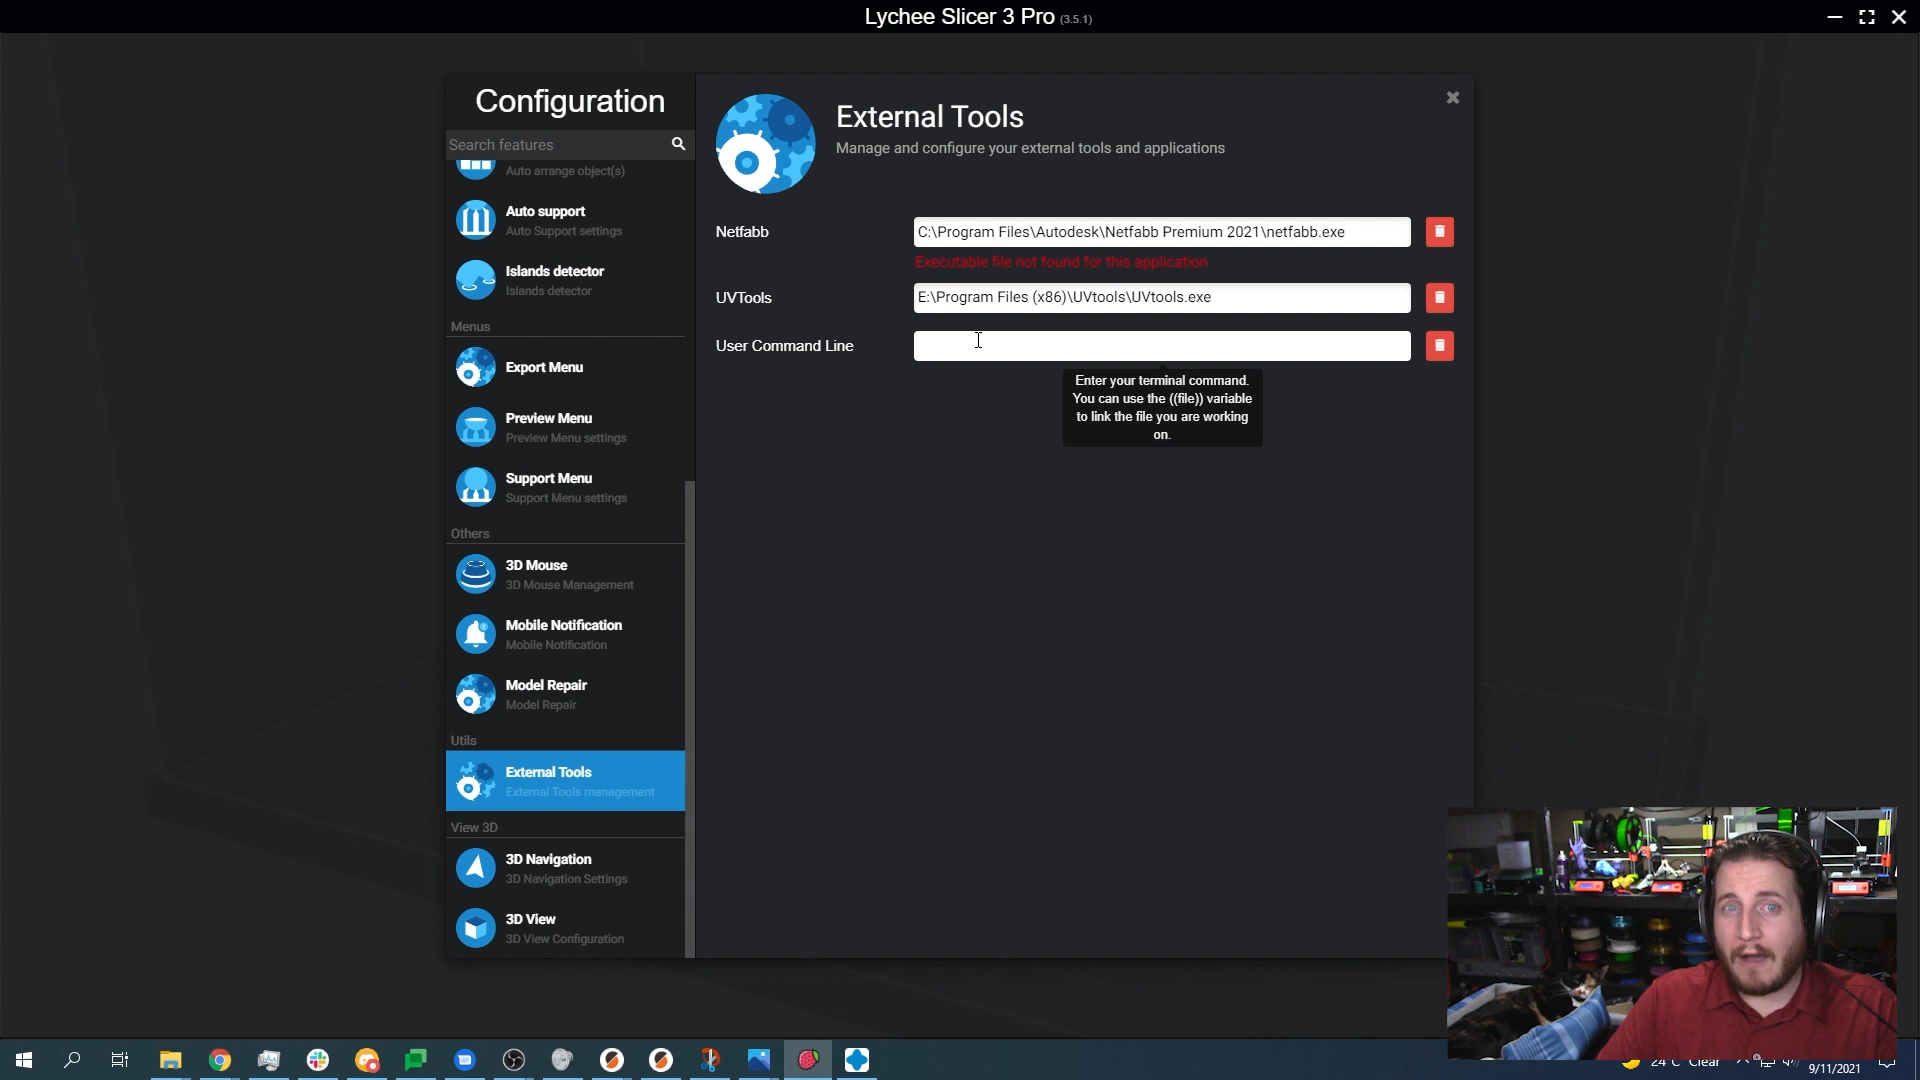 Lychee Slicer 3 Pro (3.5.1)
Configuration
Search features
Auto arrange object(s)
Auto support
Auto Support settings
Islands detector
Islands detector
Menus
Export Menu
Preview Menu
Preview Menu settings
Support Menu
Support Menu settings
Others
3D Mouse
3D Mouse Management
Mobile Notification
Mobile Notification
Model Repair
Model Repair
Utils
External Tools
External Tools management
View 3D
3D Navigation
3D Navigation Settings
3D View
3D View Configuration
External Tools
Manage and configure your external tools and applications
Netfabb
C:\Program Files\Autodesk\Netfabb Premium 2021\netfabb.exe
Executable file not found for this application
UVTools
E:\Program Files (x86)\UVtools\UVtools.exe
User Command Line
Enter your terminal command.
You can use the ((file)) variable
to link the file you are working
on.
24°C Clear
9/11/2021